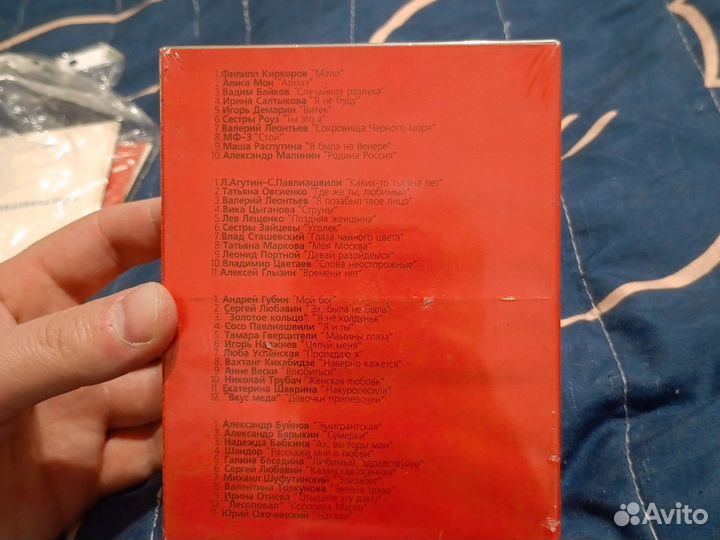 1. Филипп Киркоров "Мало"
2 Алиса Мон "Алмаз"
3. Вадим Байков "Случайная разлука"
4 Ирина Салтыкова "Я не буду"
5 Игорь Демарин "Витек"
6 Сестры Роуз "Ты это я"
7. Валерий Леонтьев "Сокровища Черного моря"
8 МФ-3 "Стой"
9 Маша Распутина "Я была на Венере"
10. Александр Малинин "Родина Россия"
1.Л.Агутин-С.Павлиашвили "Каких-то тысяча лет"
2 Татьяна Овсиенко "Где же ты, любимый"
3 Валерий Леонтьев "Я позабыл твое лицо"
4. Вика Цыганова "Струны"
5 Лев Лещенко "Поздняя женщина"
6 Сестры Зайцевы "Уголек"
7. Влад Сташевский "Глаза чайного цвета"
8 Татьяна Маркова "Моя Москва"
9 Леонид Портной "Давай разойдемся"
10 Владимир Цветаев "Слова неосторожные"
11 Алексей Глызин "Времени нет"
1. Андрей Губин "Мой бог"
2. Сергей Любавин "Эх, была не была"
3. "Золотое кольцо" "Я не колдунья"
4. Сосо Павлиашвили "Я и ты"
5 Тамара Гвердцители "Мамины глаза"
6. Игорь Наджиев "Целуй меня"
7. Люба Успенская "Пропадаю я"
8. Вахтанг Кикабидзе "Наверно кажется"
9 Анне Вески "Влюбиться"
10. Николай Трубач "Женская любовь"
11. Екатерина Шаврина "Накуролесила"
12. "Вкус меда" "Девочки припевочки"
1 Александр Буйнов "Эмигрантская"
2. Александр Барыкин "Сумерки"
3 Надежда Бабкина "Ах, вы годы мои"
4 Шандор "Расскажи мне о любви"
5 Галина Беседина "Любимый, здравствуйте"
6 Сергей Любавин "Казачья осенняя"
7 Михаил Шуфутинский "Элизабет"
8 Валентина Толкунова "Зелена трава"
9 Ирина Отиева "Отыщите эту даму"
10 "Лесоповал" "Королева Марго"
11 Юрий Охочинский "Натали"
Avito